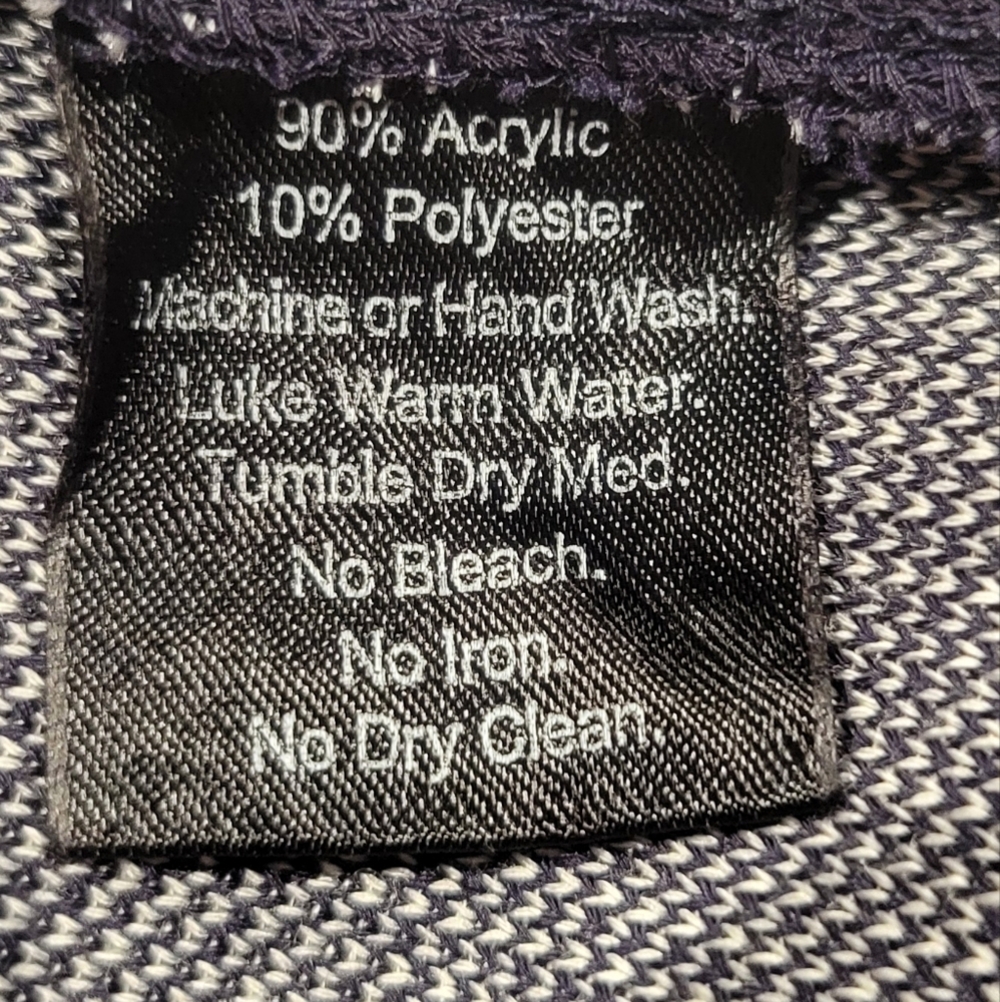 90% Acrylic
10% Polyester
Machine or Hand Wash.
Luke Warm Water.
Tumble Dry Med.
No Bleach.
No Iron.
No Dry Clean.